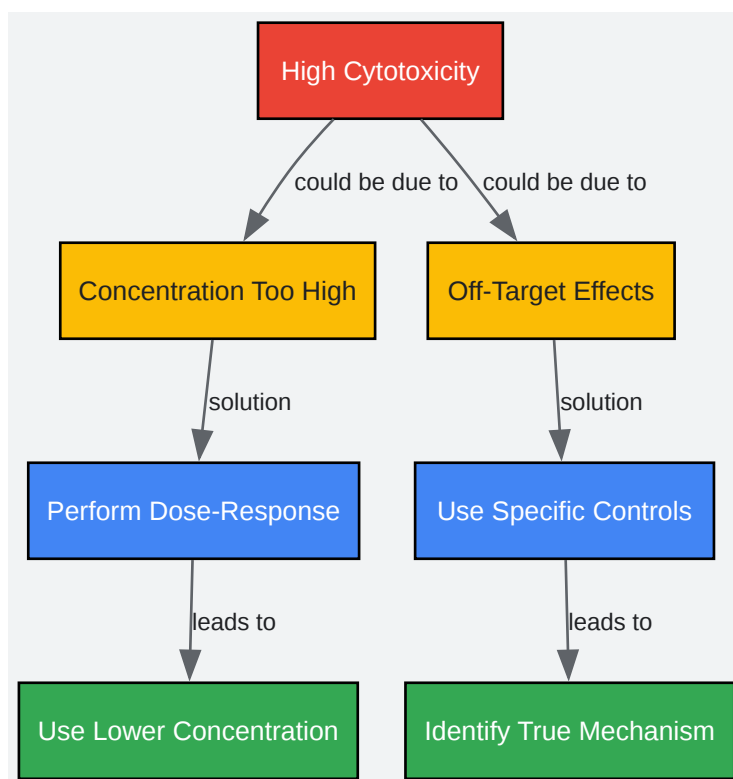 High Cytotoxicity
could be due to
could be due to
Concentration Too High
Off-Target Effects
solution
solution
Perform Dose-Response
Use Specific Controls
leads to
leads to
Use Lower Concentration
Identify True Mechanism